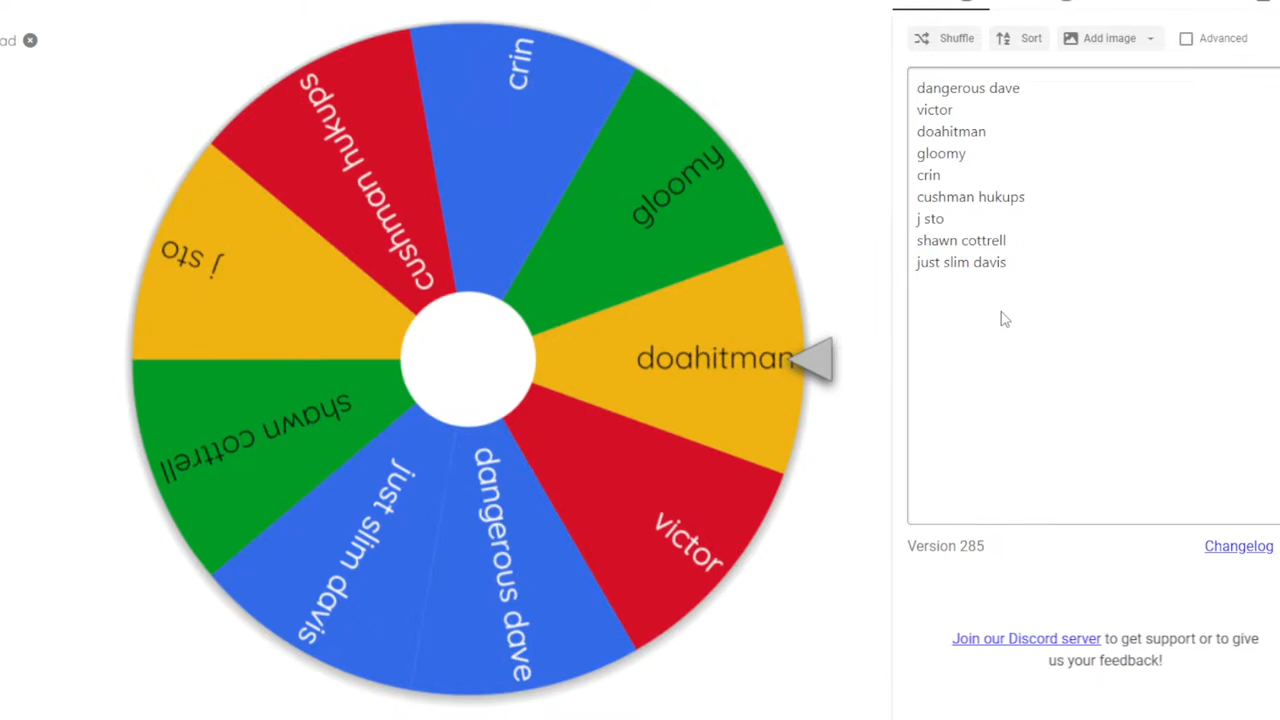 ad
Shuffle
Sort
Add image
Advanced
crin
cushman hukups
gloomy
j sto
doahitman
shawn cottrell
victor
just slim davis
dangerous dave
dangerous dave
victor
doahitman
gloomy
crin
cushman hukups
j sto
shawn cottrell
just slim davis
Version 285
Changelog
Join our Discord server to get support or to give
us your feedback!